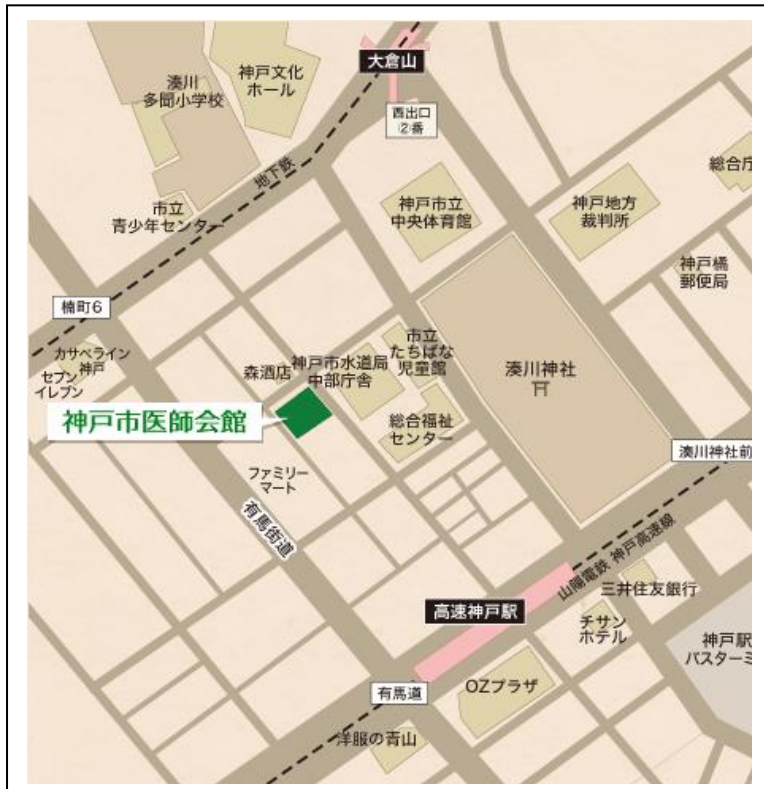 大倉山
湊川
多聞小学校
神戸文化
ホール
西出口
②番
地下鉄
市立
青少年センター
神戸市立
中央体育館
神戸地方
裁判所
総合庁
神戸橘
郵便局
楠町6
カサベライン
神戸
セブン
イレブン
森酒店
神戸市水道局
中部庁舎
市立
たちばな
児童館
湊川神社
神戸市医師会館
総合福祉
センター
湊川神社前
ファミリー
マート
有馬街道
山陽電鉄 神戸高速線
三井住友銀行
高速神戸駅
チサン
ホテル
神戸駅
バスターミ
有馬道
OZプラザ
洋服の青山